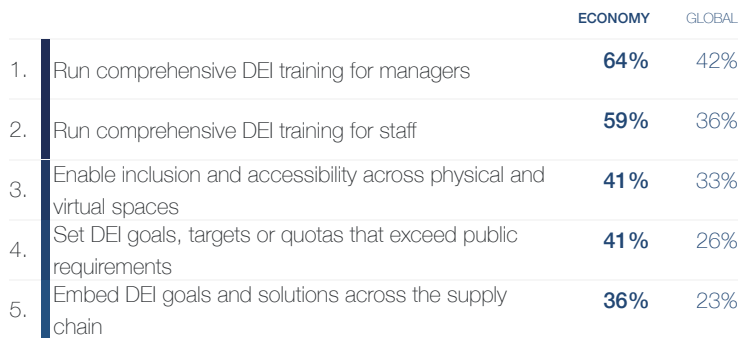 ECONOMY GLOBAL
1. Run comprehensive DEI training for managers 64% 42%
2. Run comprehensive DEI training for staff 59% 36%
3. Enable inclusion and accessibility across physical and
virtual spaces 41% 33%
4. Set DEI goals, targets or quotas that exceed public
requirements 41% 26%
5. Embed DEI goals and solutions across the supply
chain 36% 23%